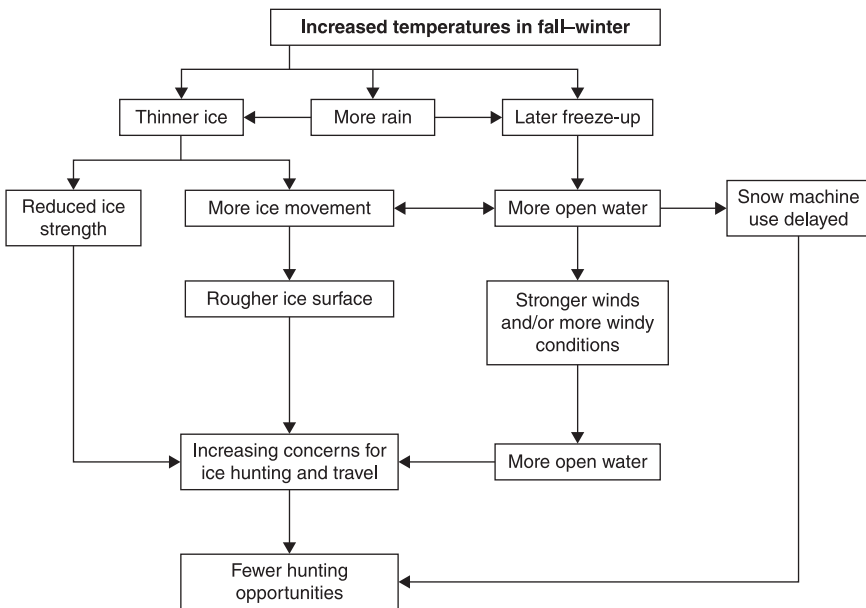 Increased temperatures in fall–winter
Thinner ice
More rain
Later freeze-up
Reduced ice
strength
More ice movement
More open water
Snow machine
use delayed
Rougher ice surface
Stronger winds
and/or more windy
conditions
Increasing concerns for
ice hunting and travel
More open water
Fewer hunting
opportunities